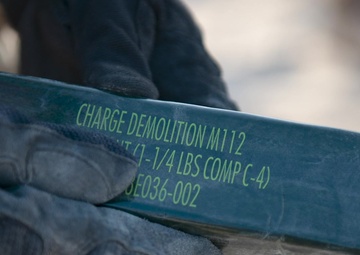 CHARGE DEMOLITION M112
(1-1/4 LBS COMP C-4)
E036-002